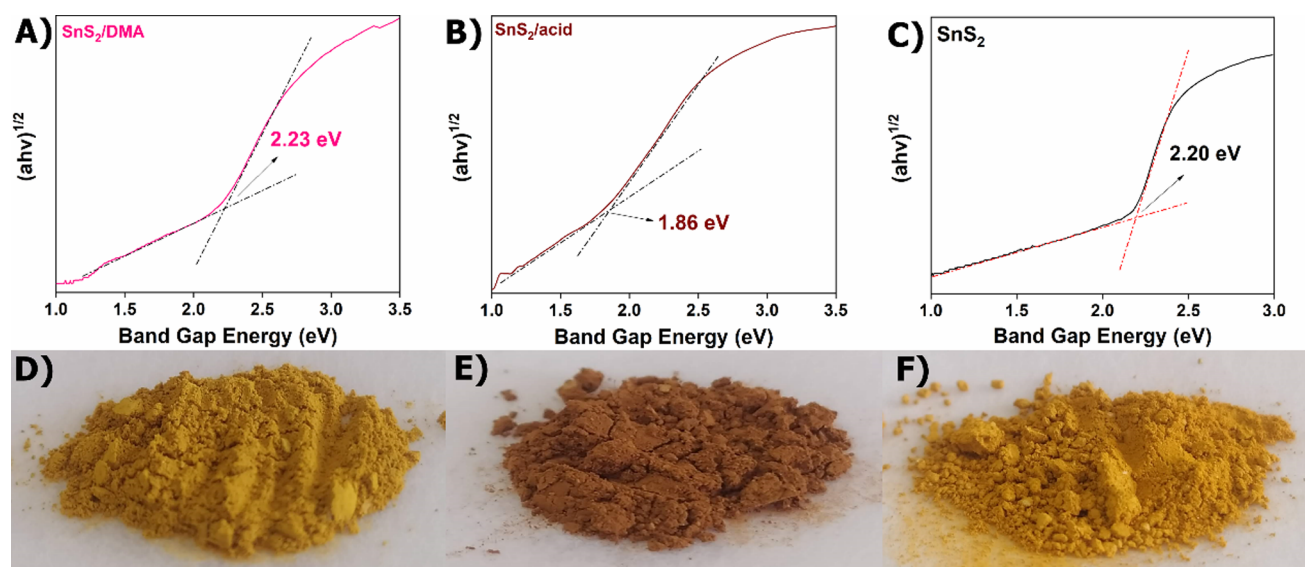 A)
SnS₂/DMA
2.23 eV
(ahv)¹/²
1.0 1.5 2.0 2.5 3.0 3.5
Band Gap Energy (eV)
B)
SnS₂/acid
1.86 eV
(ahv)¹/²
1.0 1.5 2.0 2.5 3.0 3.5
Band Gap Energy (eV)
C)
SnS₂
2.20 eV
(ahv)¹/²
1.0 1.5 2.0 2.5 3.0
Band Gap Energy (eV)
D)
E)
F)